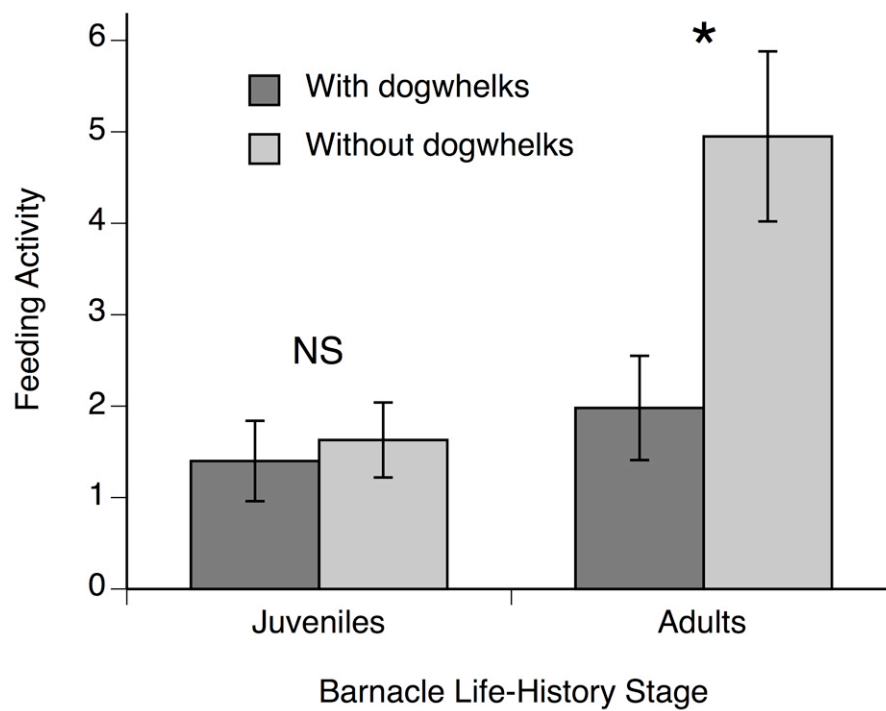 6
*
With dogwhelks
5
Without dogwhelks
4
Feeding Activity
3
NS
2
1
0
Juveniles
Adults
Barnacle Life-History Stage